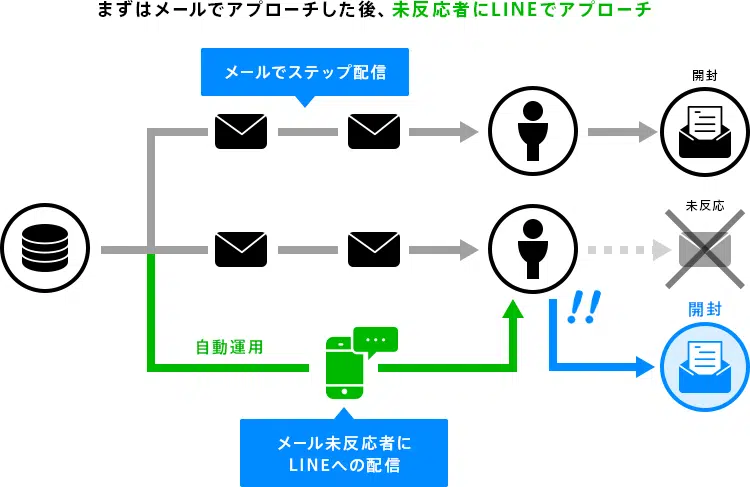 まずはメールでアプローチした後、未反応者にLINEでアプローチ
メールでステップ配信
開封
未反応
!!
開封
自動運用
メール未反応者に
LINEへの配信